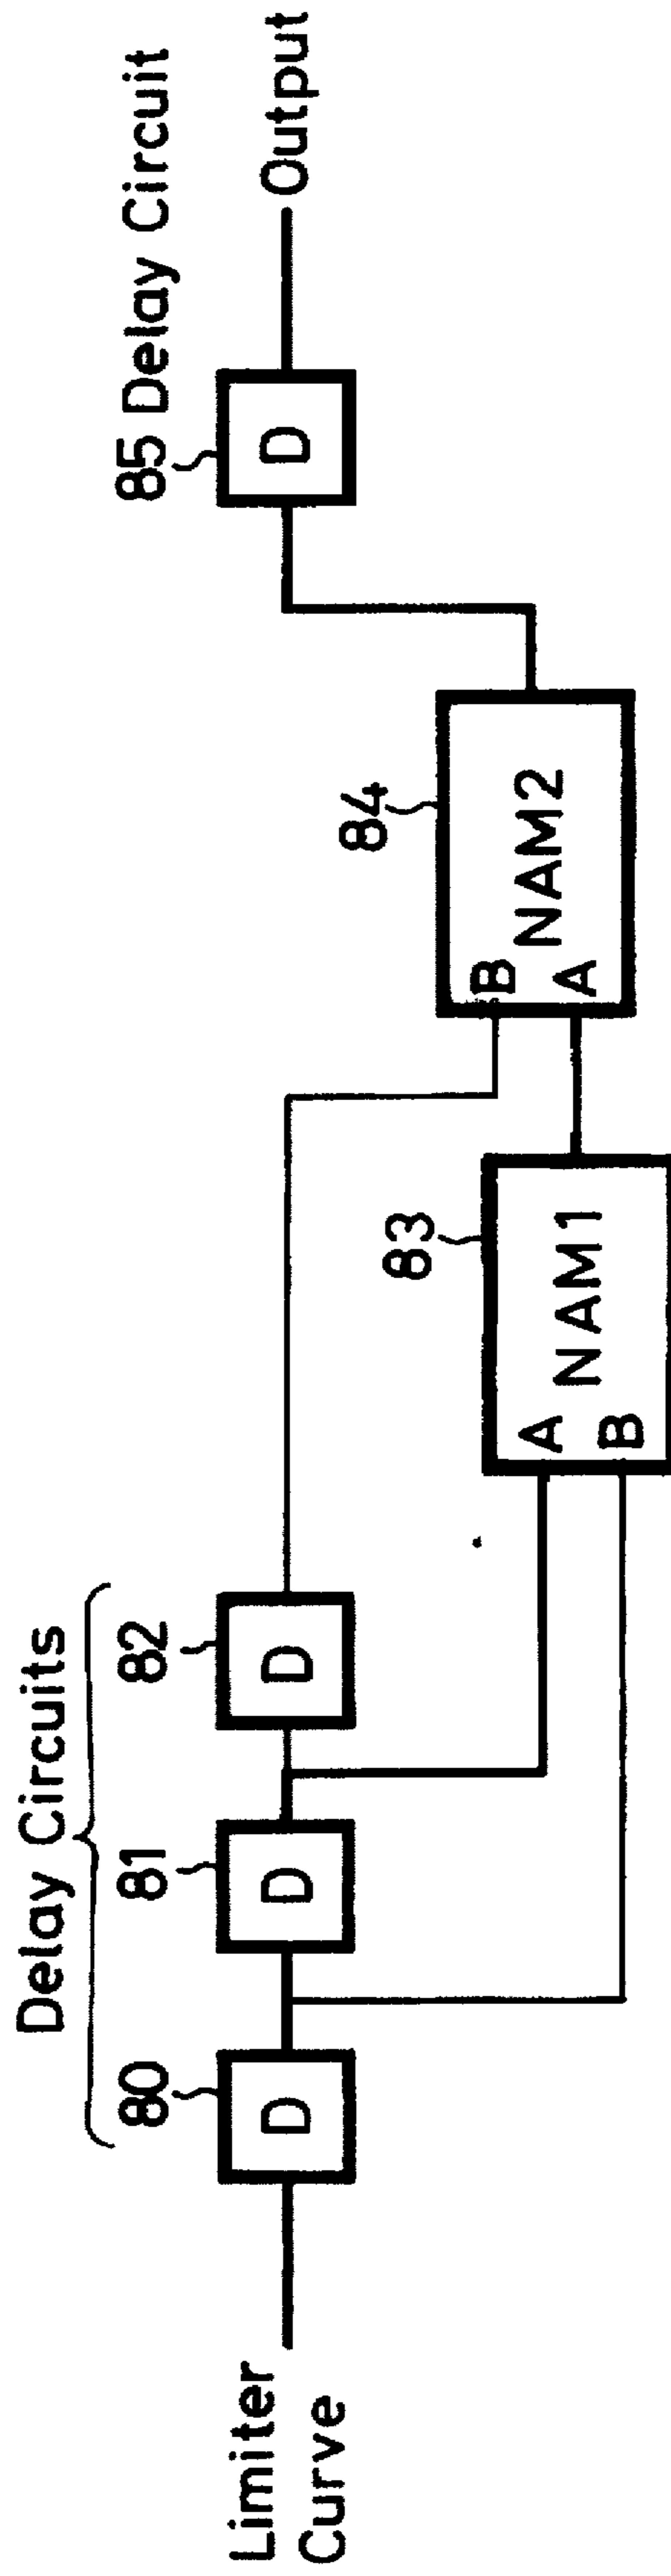 Delay Circuits
80
81
82
85 Delay Circuit
Limiter
Curve
D
D
D
D
Output
83
84
A
B
NAM1
B
A
NAM2